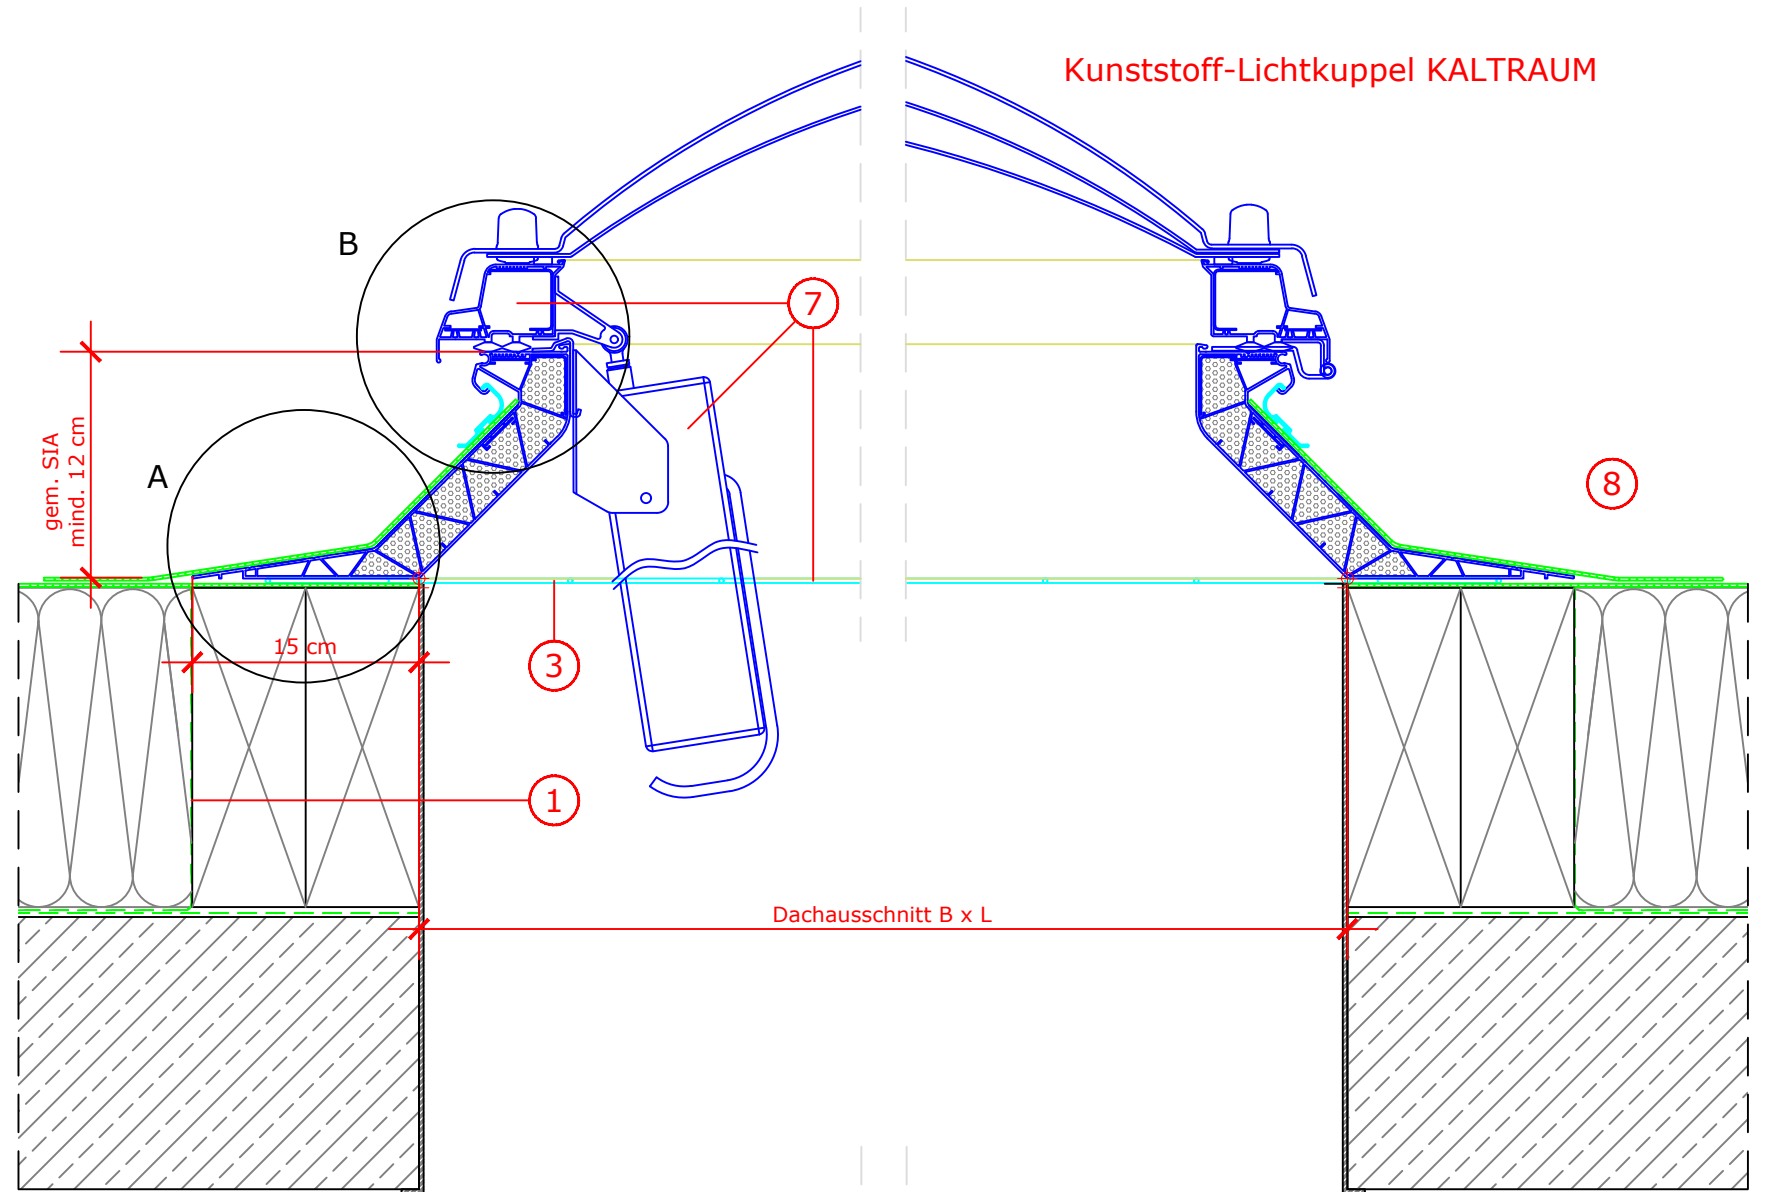 Kunststoff-Lichtkuppel KALTRAUM
B
7
gem. SIA
mind. 12 cm
A
8
15 cm
3
1
Dachausschnitt B x L